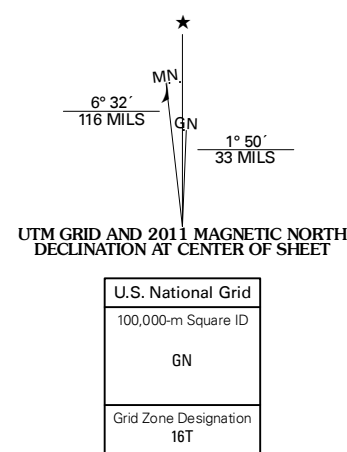 ★
MN
6° 32´
116 MILS
GN
1° 50´
33 MILS
UTM GRID AND 2011 MAGNETIC NORTH
DECLINATION AT CENTER OF SHEET
U.S. National Grid
100,000-m Square ID
GN
Grid Zone Designation
16T